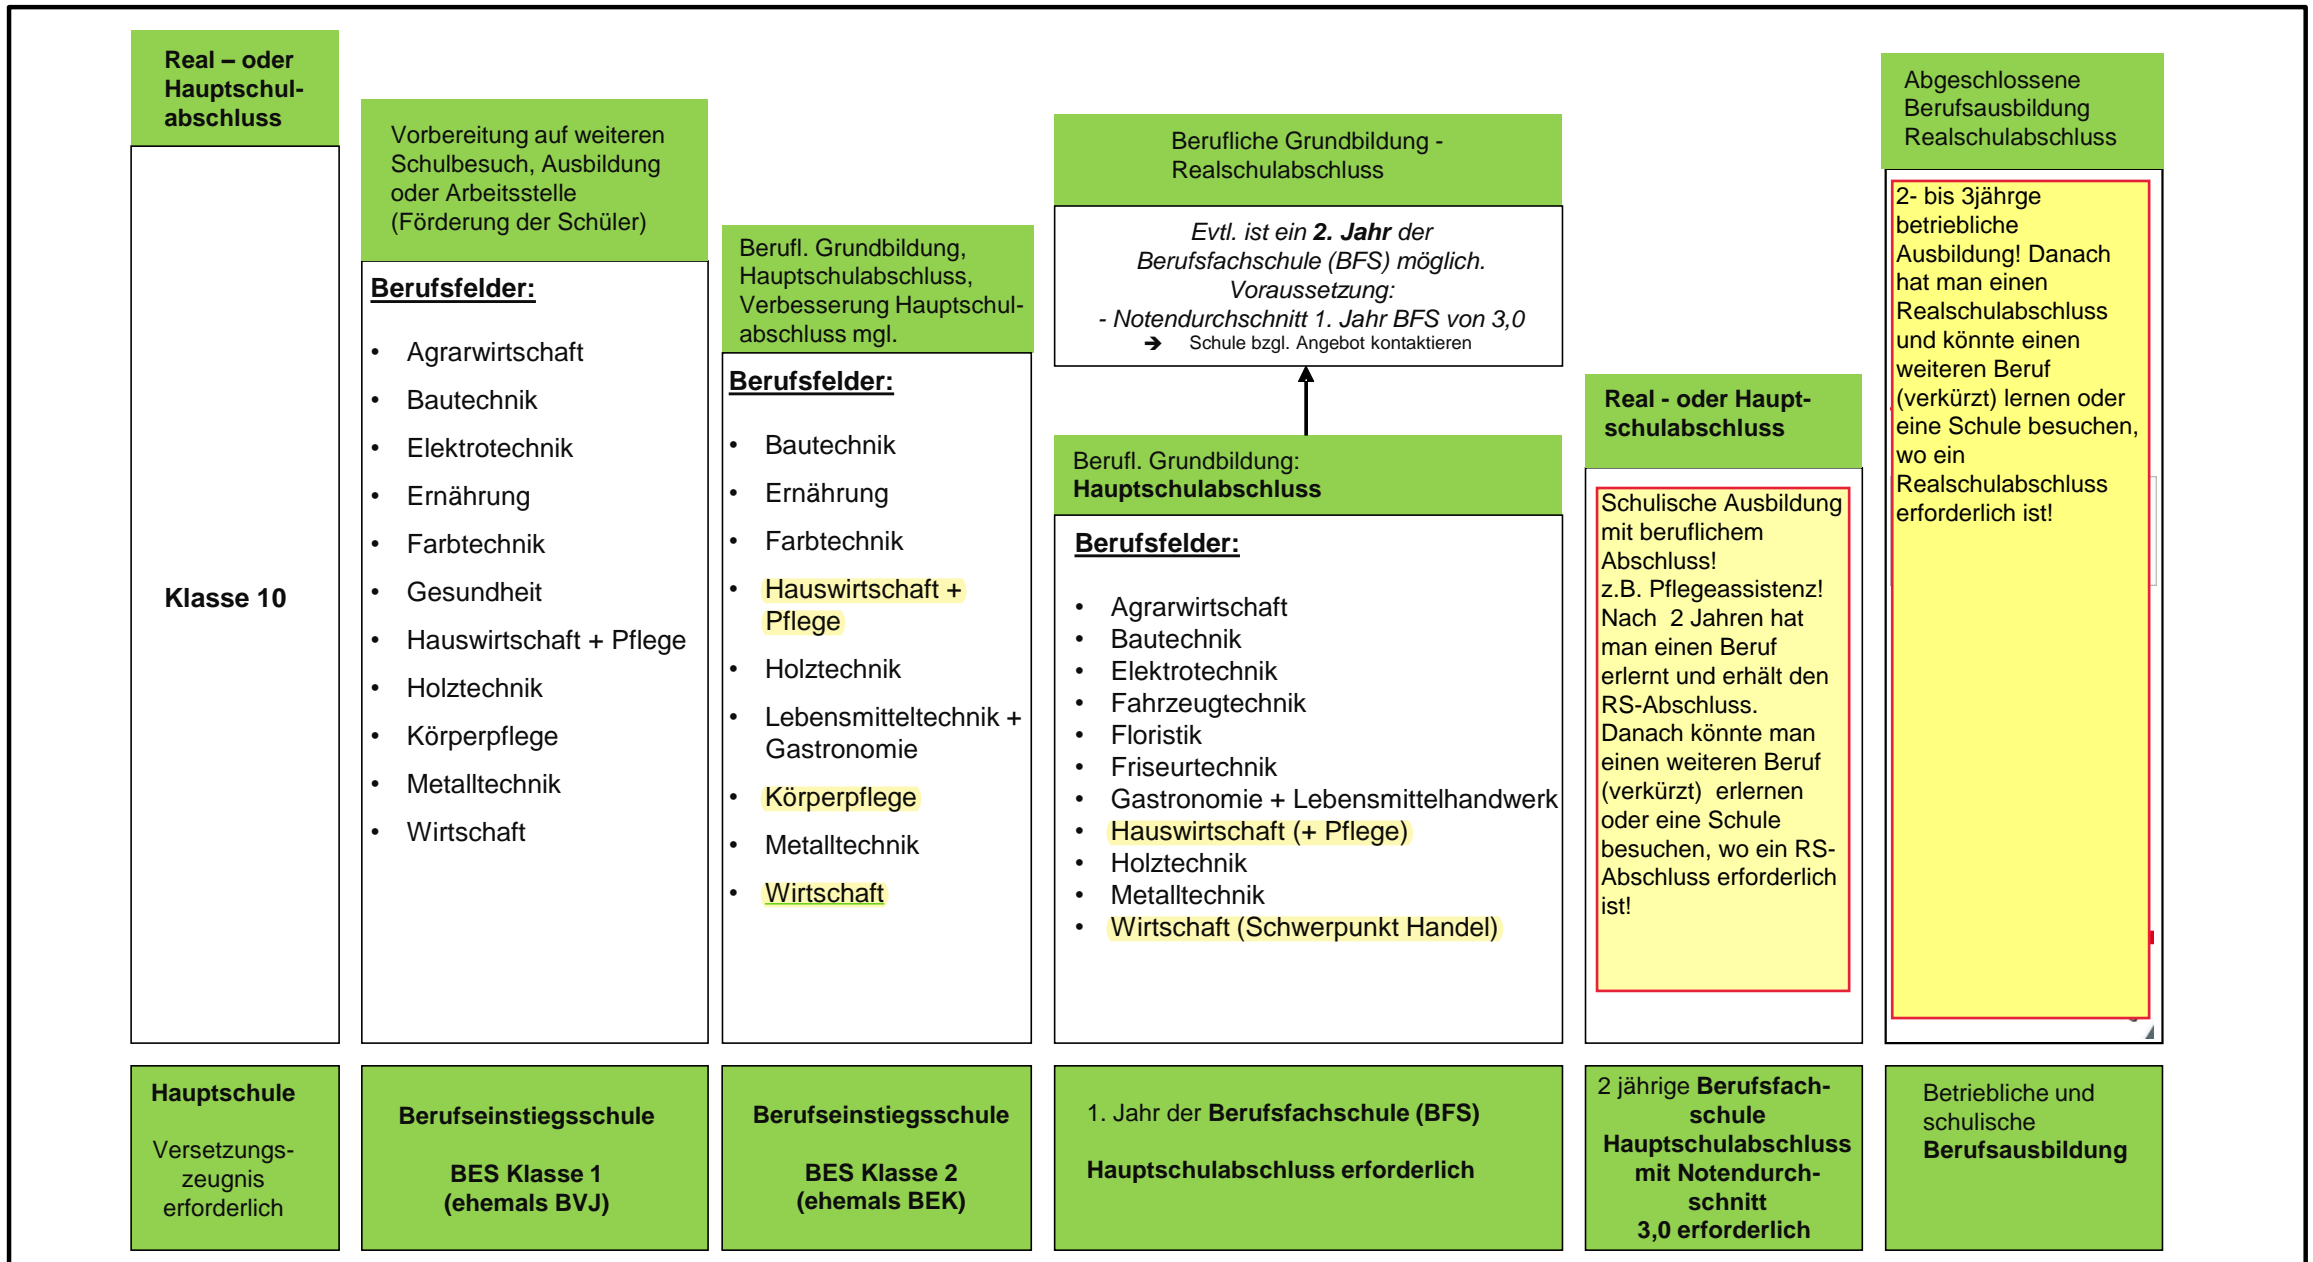 Real – oder
Hauptschul-
abschluss
Klasse 10
Hauptschule
Versetzungs-
zeugnis
erforderlich
Vorbereitung auf weiteren
Schulbesuch, Ausbildung
oder Arbeitsstelle
(Förderung der Schüler)
Berufsfelder:
• Agrarwirtschaft
• Bautechnik
• Elektrotechnik
• Ernährung
• Farbtechnik
• Gesundheit
• Hauswirtschaft + Pflege
• Holztechnik
• Körperpflege
• Metalltechnik
• Wirtschaft
Berufseinstiegsschule
BES Klasse 1
(ehemals BVJ)
Berufl. Grundbildung,
Hauptschulabschluss,
Verbesserung Hauptschul-
abschluss mgl.
Berufsfelder:
• Bautechnik
• Ernährung
• Farbtechnik
• Hauswirtschaft +
Pflege
• Holztechnik
• Lebensmitteltechnik +
Gastronomie
• Körperpflege
• Metalltechnik
• Wirtschaft
Berufseinstiegsschule
BES Klasse 2
(ehemals BEK)
Berufliche Grundbildung -
Realschulabschluss
Evtl. ist ein 2. Jahr der
Berufsfachschule (BFS) möglich.
Voraussetzung:
- Notendurchschnitt 1. Jahr BFS von 3,0
➔ Schule bzgl. Angebot kontaktieren
Berufl. Grundbildung:
Hauptschulabschluss
Berufsfelder:
• Agrarwirtschaft
• Bautechnik
• Elektrotechnik
• Fahrzeugtechnik
• Floristik
• Friseurtechnik
• Gastronomie + Lebensmittelhandwerk
• Hauswirtschaft (+ Pflege)
• Holztechnik
• Metalltechnik
• Wirtschaft (Schwerpunkt Handel)
1. Jahr der Berufsfachschule (BFS)
Hauptschulabschluss erforderlich
Real - oder Haupt-
schulabschluss
Schulische Ausbildung
mit beruflichem
Abschluss!
z.B. Pflegeassistenz!
Nach 2 Jahren hat
man einen Beruf
erlernt und erhält den
RS-Abschluss.
Danach könnte man
einen weiteren Beruf
(verkürzt) erlernen
oder eine Schule
besuchen, wo ein RS-
Abschluss erforderlich
ist!
2 jährige Berufsfach-
schule
Hauptschulabschluss
mit Notendurch-
schnitt
3,0 erforderlich
Abgeschlossene
Berufsausbildung
Realschulabschluss
2- bis 3jährge
betriebliche
Ausbildung! Danach
hat man einen
Realschulabschluss
und könnte einen
weiteren Beruf
(verkürzt) lernen oder
eine Schule besuchen,
wo ein
Realschulabschluss
erforderlich ist!
Betriebliche und
schulische
Berufsausbildung